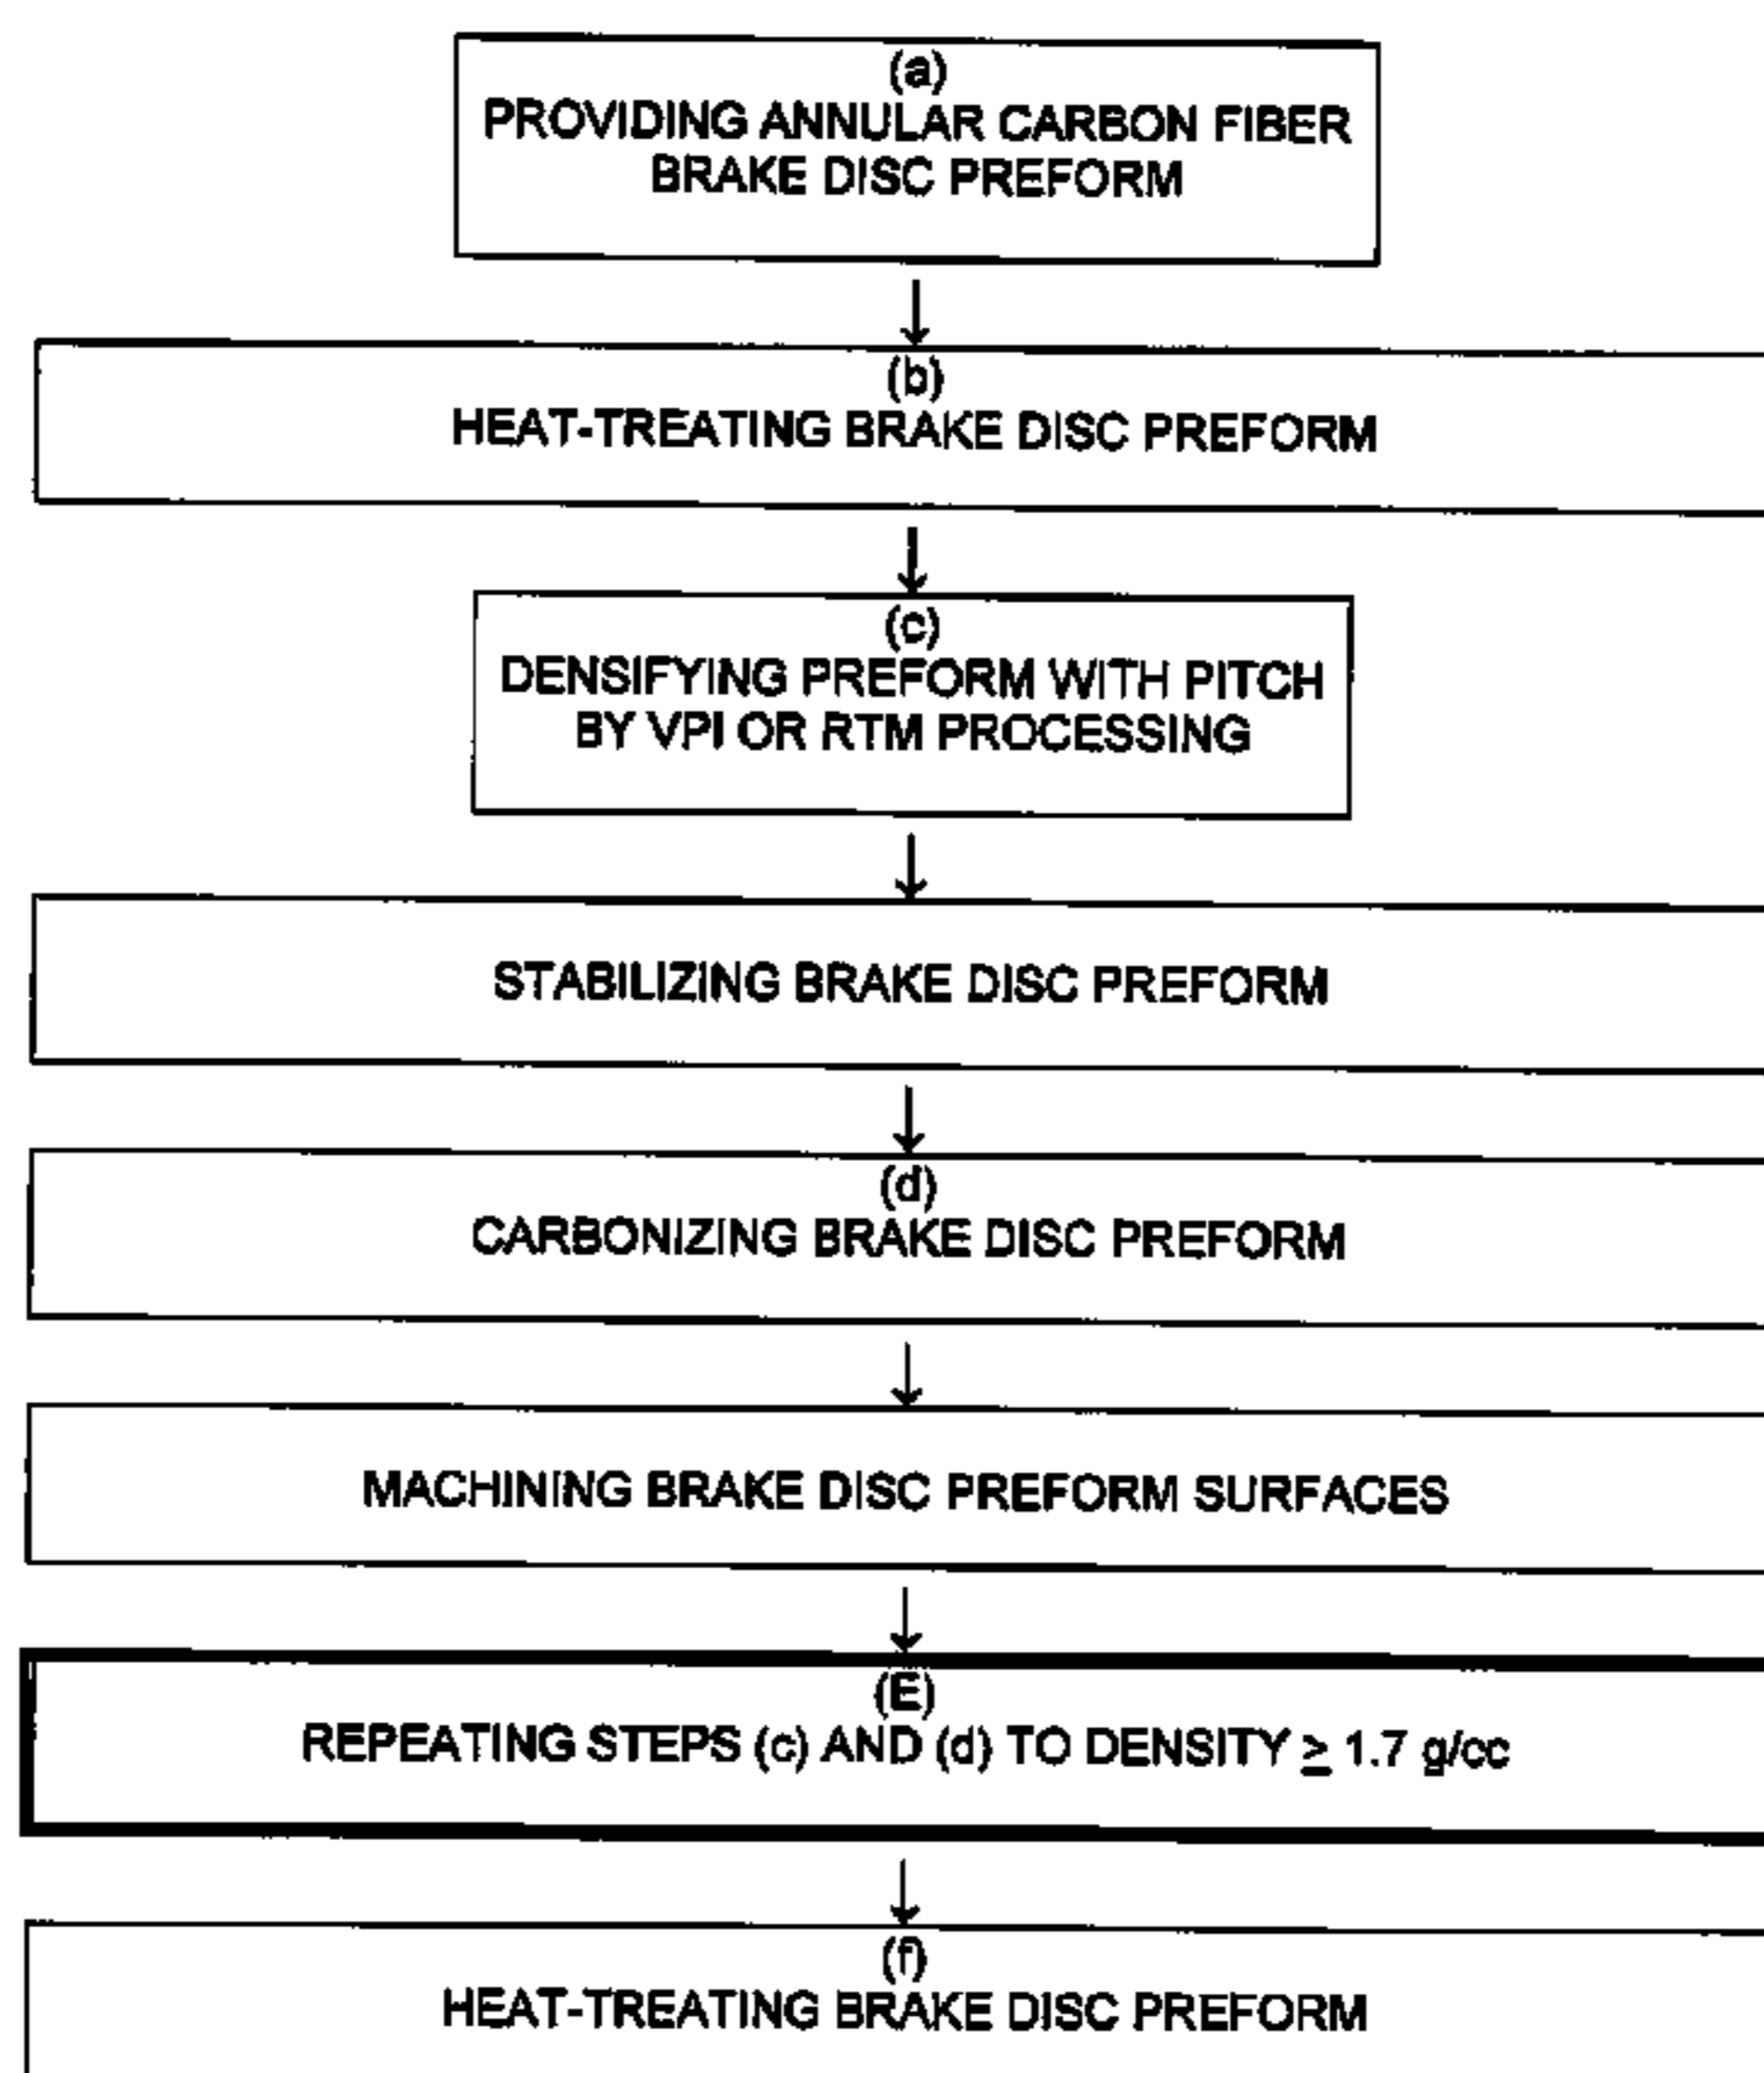 (a)
PROVIDING ANNULAR CARBON FIBER
BRAKE DISC PREFORM
(b)
HEAT-TREATING BRAKE DISC PREFORM
(c)
DENSIFYING PREFORM WITH PITCH
BY VPI OR RTM PROCESSING
STABILIZING BRAKE DISC PREFORM
(d)
CARBONIZING BRAKE DISC PREFORM
MACHINING BRAKE DISC PREFORM SURFACES
(E)
REPEATING STEPS (c) AND (d) TO DENSITY ≥ 1.7 g/cc
(f)
HEAT-TREATING BRAKE DISC PREFORM